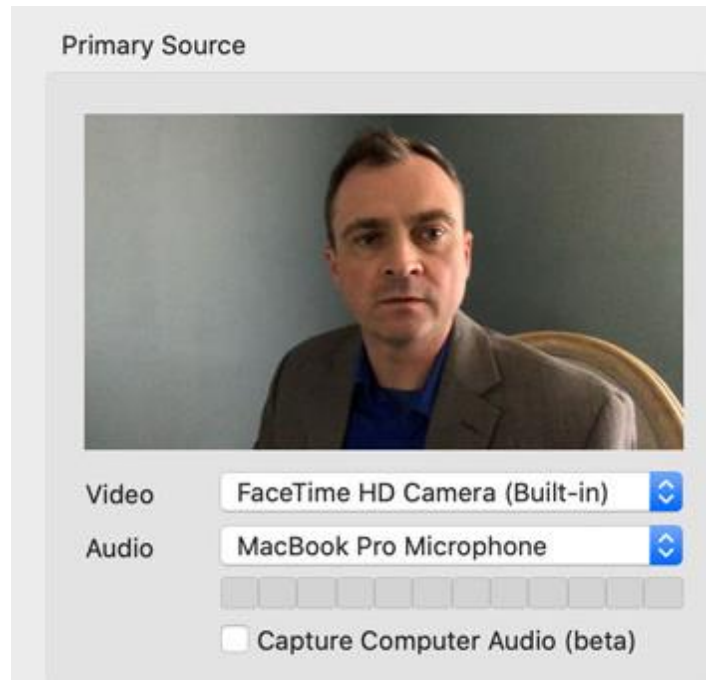 Primary Source
Video FaceTime HD Camera (Built-in)
Audio MacBook Pro Microphone
Capture Computer Audio (beta)